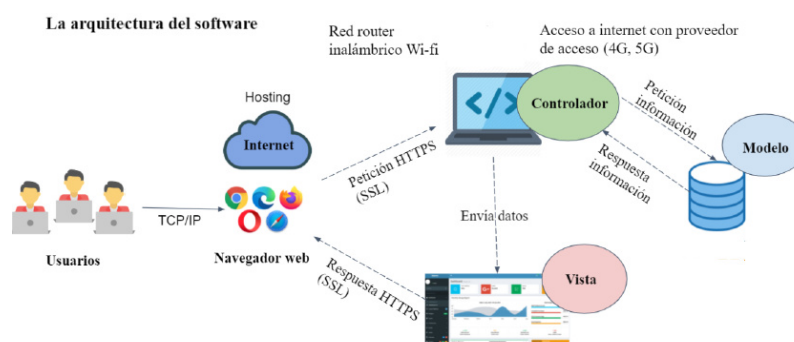 La arquitectura del software
Red router
inalámbrico Wi-fi
Acceso a internet con proveedor
de acceso (4G, 5G)
Hosting
Internet
Controlador
Petición
información
Respuesta
información
Modelo
Petición HTTPS
(SSL)
TCP/IP
Usuarios
Navegador web
Envía datos
Respuesta HTTPS
(SSL)
Vista